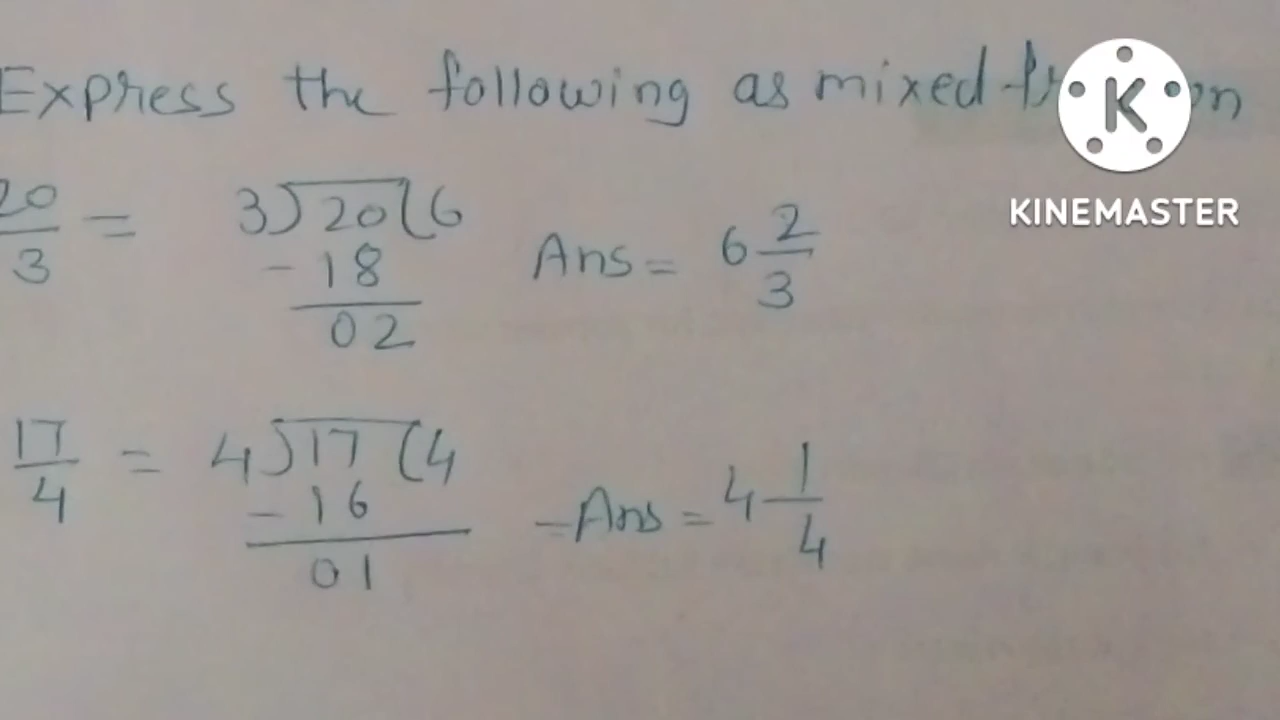 Express the following as mixed
20/3 = 3)20(6 Ans = 6 2/3
- 18
02
17/4 = 4)17(4 - Ans = 4 1/4
- 16
01
KINEMASTER